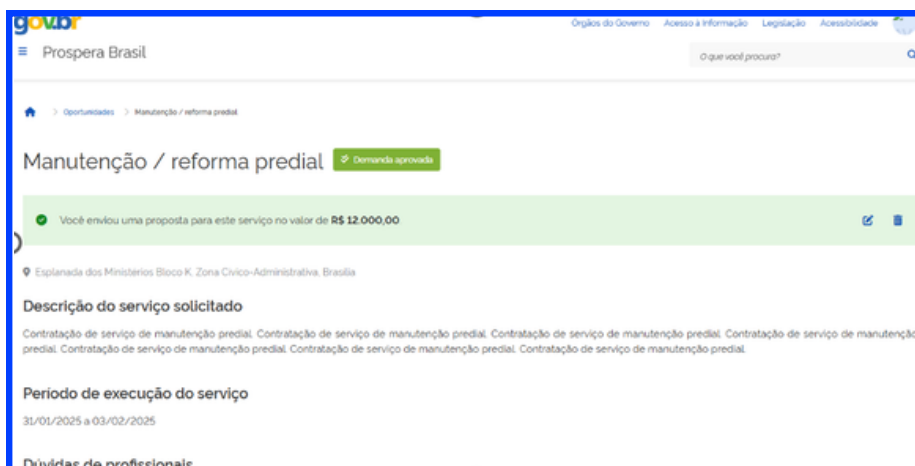 gov.br
Órgãos do Governo Acesso à Informação Legislação Acessibilidade
Prospera Brasil
O que você procura?
Oportunidades > Manutenção / reforma predial
Manutenção / reforma predial Demanda aprovada
Você enviou uma proposta para este serviço no valor de R$ 12.000,00
Esplanada dos Ministerios Bloco K, Zona Civico-Administrativa, Brasilia
Descrição do serviço solicitado
Contratação de serviço de manutenção predial. Contratação de serviço de manutenção predial. Contratação de serviço de manutenção predial. Contratação de serviço de manutenção
predial. Contratação de serviço de manutenção predial. Contratação de serviço de manutenção predial. Contratação de serviço de manutenção predial.
Período de execução do serviço
31/01/2025 a 03/02/2025
Dúvidas de profissionais